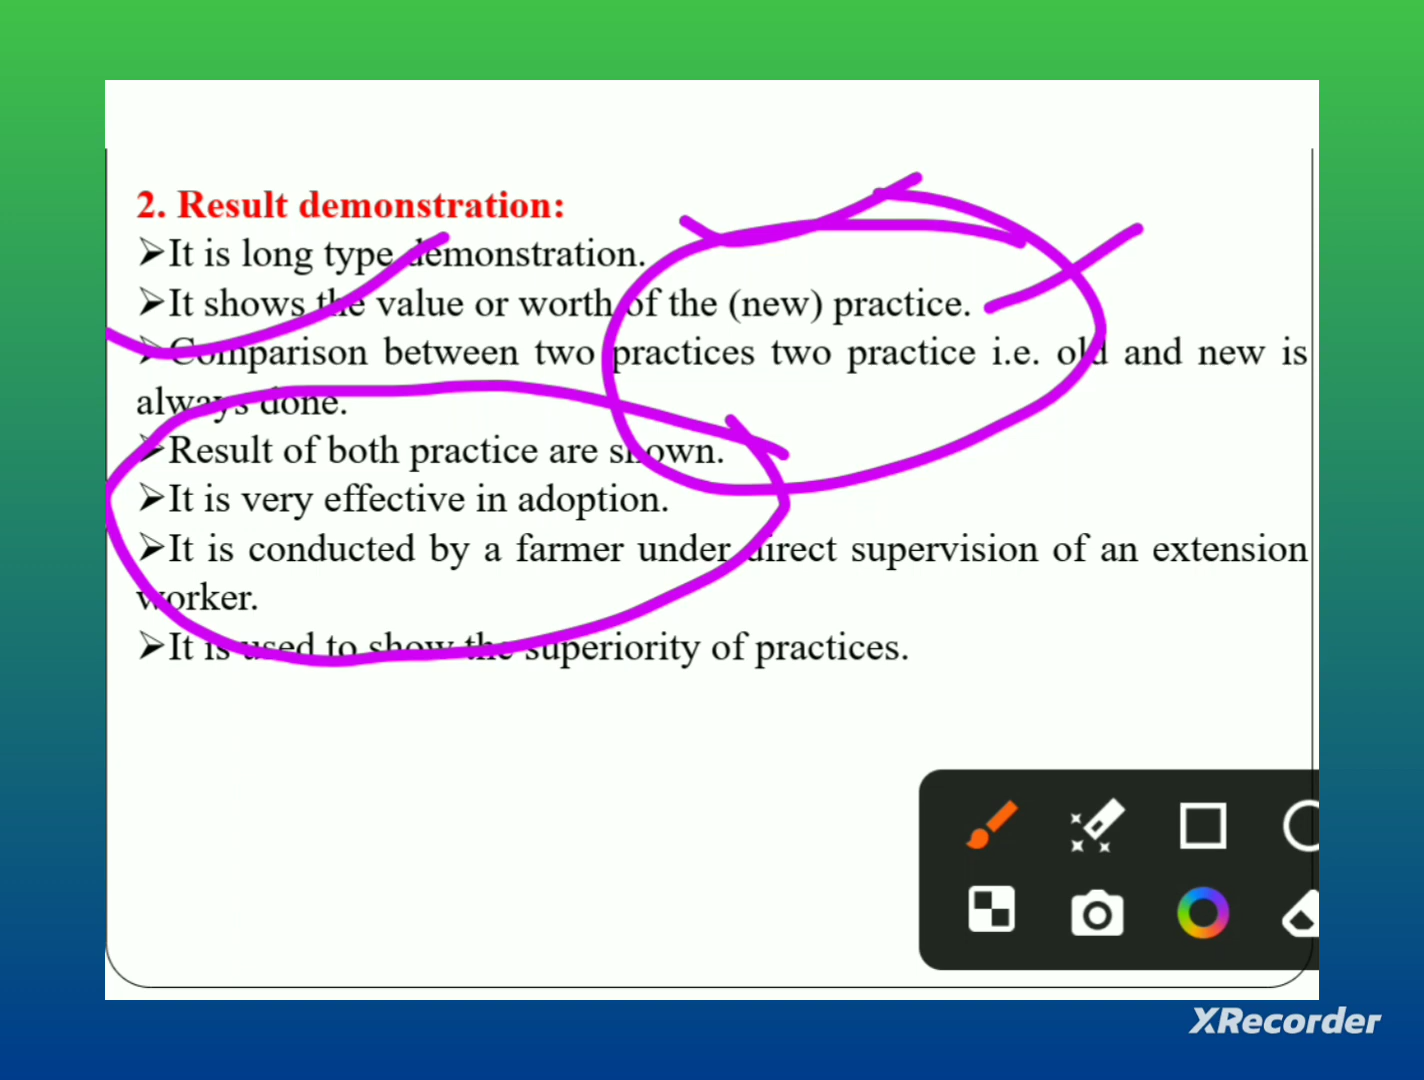 2. Result demonstration:
➢It is long type demonstration.
➢It shows the value or worth of the (new) practice.
➢Comparison between two practices two practice i.e. old and new is
always done.
➢Result of both practice are shown.
➢It is very effective in adoption.
➢It is conducted by a farmer under direct supervision of an extension
worker.
➢It is used to show the superiority of practices.
XRecorder